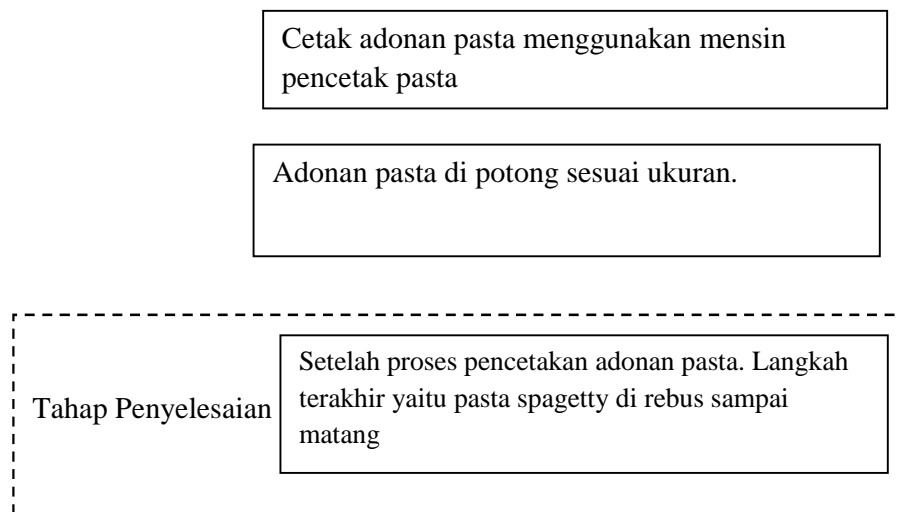 Cetak adonan pasta menggunakan mensin
pencetak pasta
Adonan pasta di potong sesuai ukuran.
Setelah proses pencetakan adonan pasta. Langkah
terakhir yaitu pasta spagetty di rebus sampai
matang
Tahap Penyelesaian